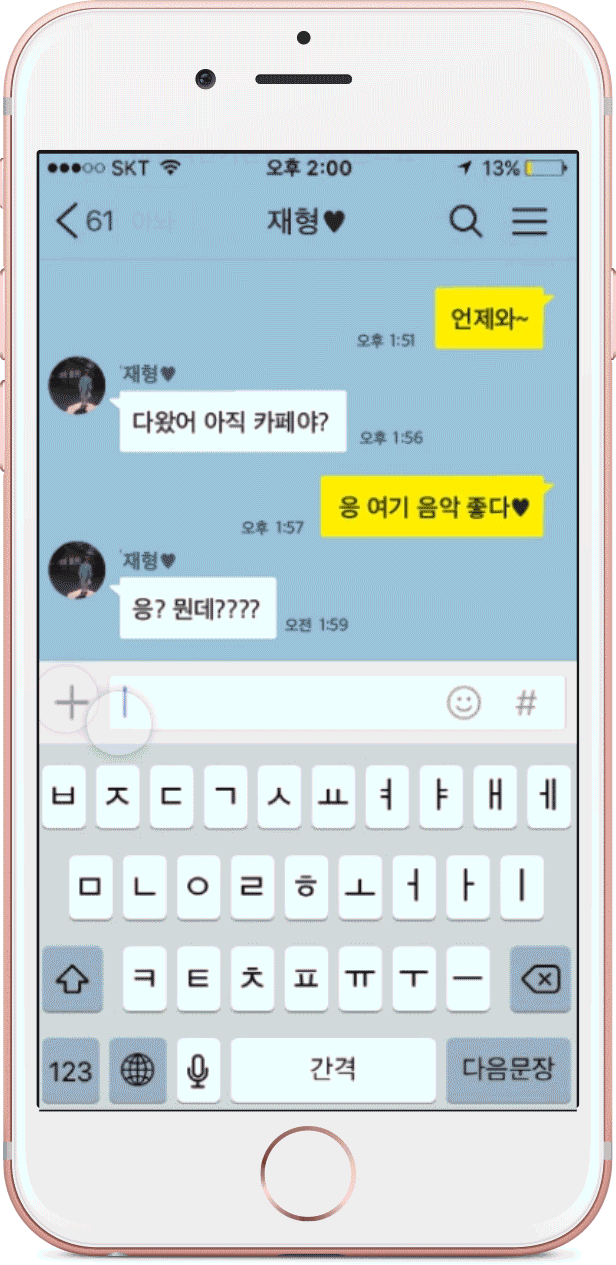 SKT 오후 2:00 13%
61 아놔 재형♥
언제와~
오후 1:51
재형♥
다왔어 아직 카페야?
오후 1:56
응 여기 음악 좋다♥
오후 1:57
재형♥
응? 뭔데????
오전 1:59
#
ㅂ ㅈ ㄷ ㄱ ㅅ ㅛ ㅕ ㅑ ㅐ ㅔ
ㅁ ㄴ ㅇ ㄹ ㅎ ㅗ ㅓ ㅏ ㅣ
ㅋ ㅌ ㅊ ㅍ ㅠ ㅜ ㅡ
123 간격 다음문장